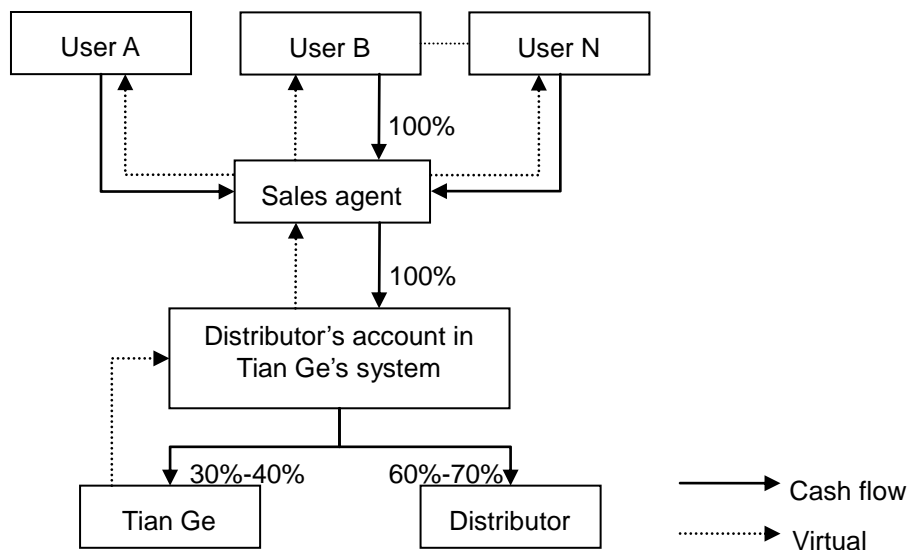 User A
User B
User N
100%
Sales agent
100%
Distributor’s account in
Tian Ge’s system
30%-40%
60%-70%
Tian Ge
Distributor
Cash flow
Virtual